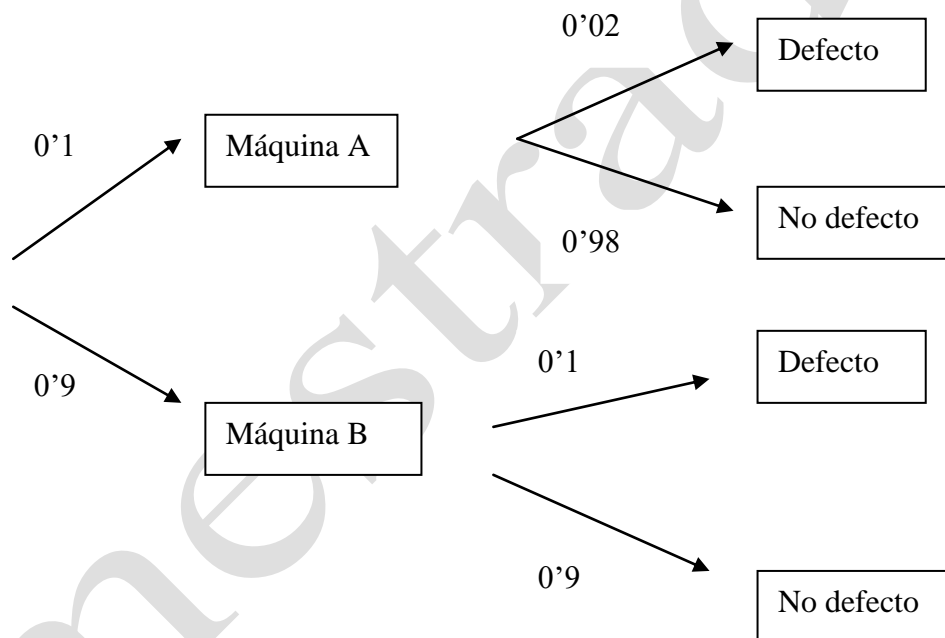 0’02
Defecto
0’1
Máquina A
No defecto
0’98
Defecto
0’1
0’9
Máquina B
0’9
No defecto